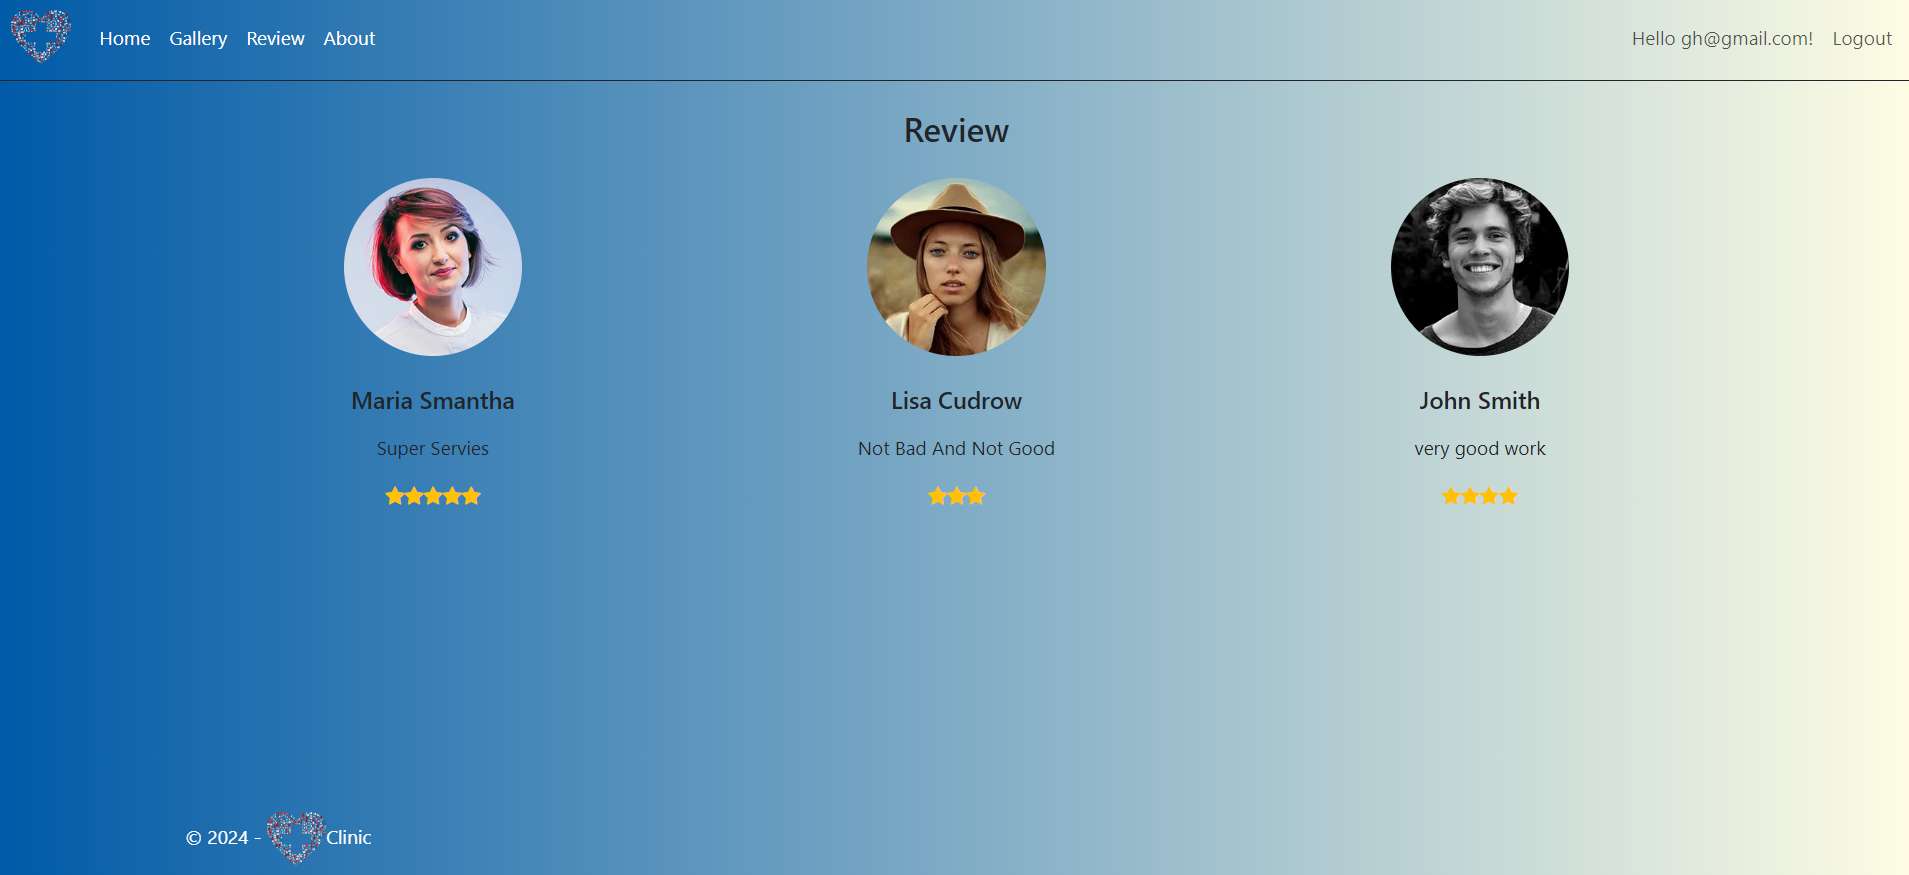 Home Gallery Review About Hello gh@gmail.com! Logout
Review
Maria Smantha
Super Servies
Lisa Cudrow
Not Bad And Not Good
John Smith
very good work
© 2024 - Clinic